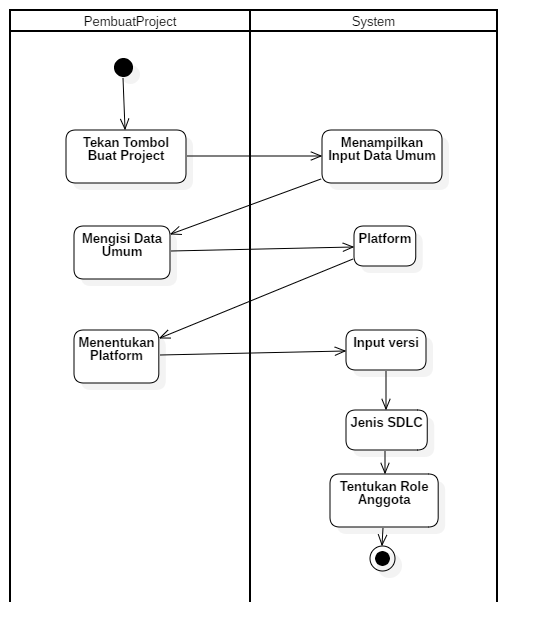 PembuatProject
System
Tekan Tombol
Buat Project
Menampilkan
Input Data Umum
Mengisi Data
Umum
Platform
Menentukan
Platform
Input versi
Jenis SDLC
Tentukan Role
Anggota